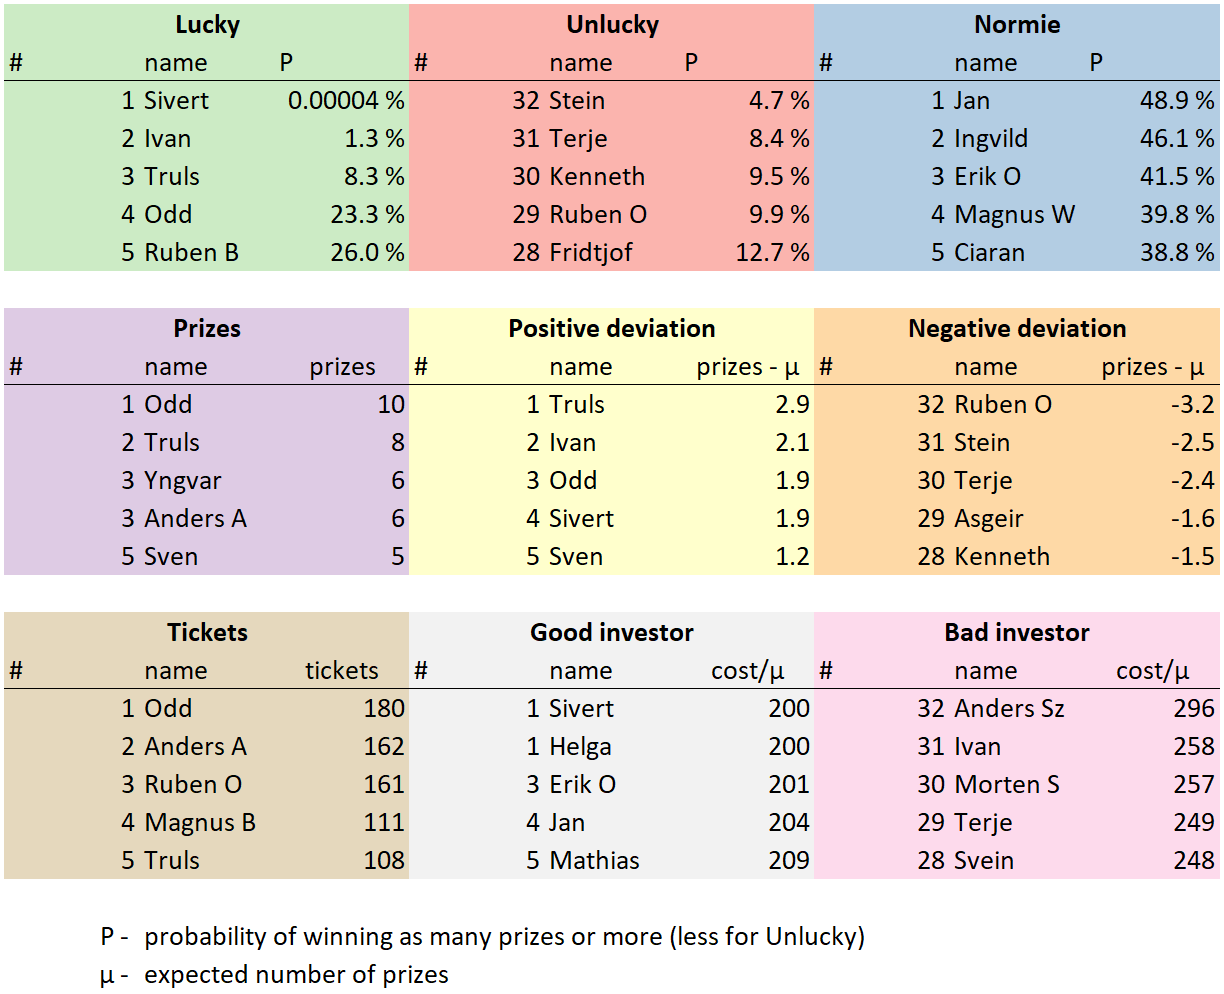 Lucky Unlucky Normie
# name P # name P # name P
1 Sivert 0.00004 % 32 Stein 4.7 % 1 Jan 48.9 %
2 Ivan 1.3 % 31 Terje 8.4 % 2 Ingvild 46.1 %
3 Truls 8.3 % 30 Kenneth 9.5 % 3 Erik O 41.5 %
4 Odd 23.3 % 29 Ruben O 9.9 % 4 Magnus W 39.8 %
5 Ruben B 26.0 % 28 Fridtjof 12.7 % 5 Ciaran 38.8 %
Prizes Positive deviation Negative deviation
# name prizes # name prizes - µ # name prizes - µ
1 Odd 10 1 Truls 2.9 32 Ruben O -3.2
2 Truls 8 2 Ivan 2.1 31 Stein -2.5
3 Yngvar 6 3 Odd 1.9 30 Terje -2.4
3 Anders A 6 4 Sivert 1.9 29 Asgeir -1.6
5 Sven 5 5 Sven 1.2 28 Kenneth -1.5
Tickets Good investor Bad investor
# name tickets # name cost/µ # name cost/µ
1 Odd 180 1 Sivert 200 32 Anders Sz 296
2 Anders A 162 1 Helga 200 31 Ivan 258
3 Ruben O 161 3 Erik O 201 30 Morten S 257
4 Magnus B 111 4 Jan 204 29 Terje 249
5 Truls 108 5 Mathias 209 28 Svein 248
P - probability of winning as many prizes or more (less for Unlucky)
µ - expected number of prizes